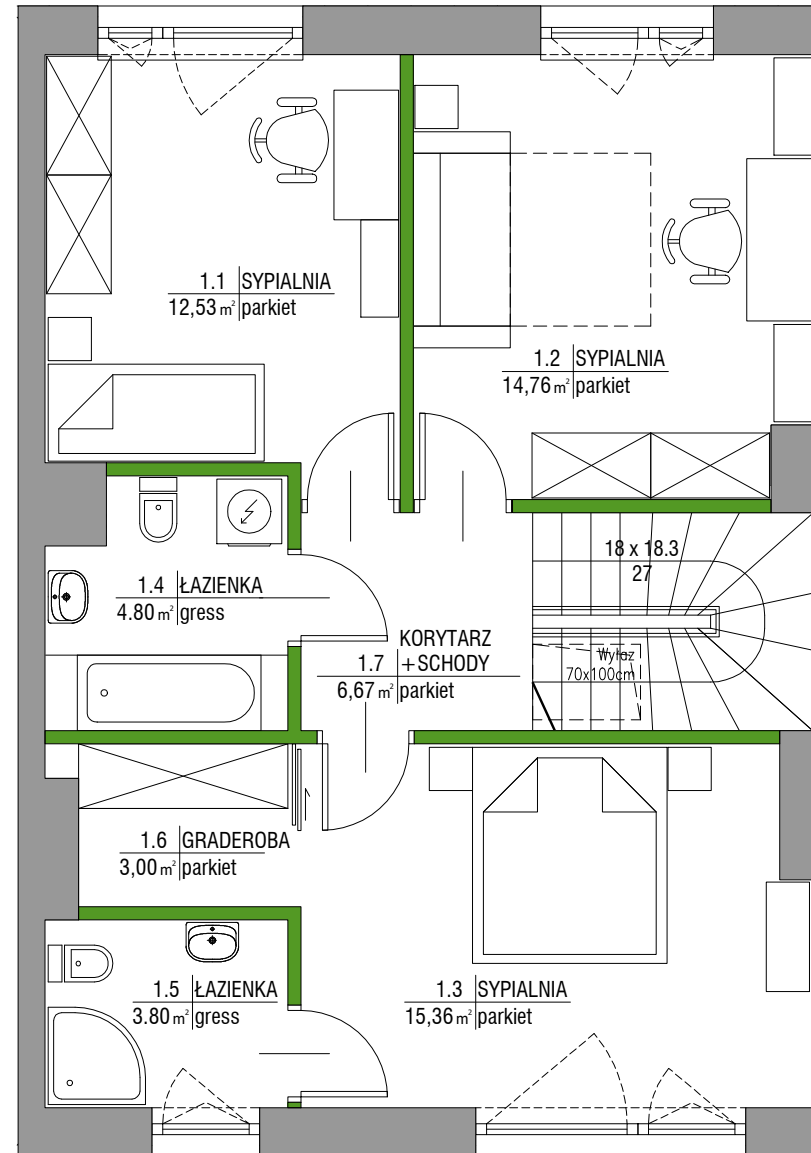 1.1 SYPIALNIA
12,53 m² parkiet
1.2 SYPIALNIA
14,76 m² parkiet
18 x 18.3
27
1.4 ŁAZIENKA
4.80 m² gress
KORYTARZ
1.7 +SCHODY
6,67 m² parkiet
Wyłaz
70x100cm
1.6 GRADEROBA
3,00 m² parkiet
1.5 ŁAZIENKA
3.80 m² gress
1.3 SYPIALNIA
15,36 m² parkiet